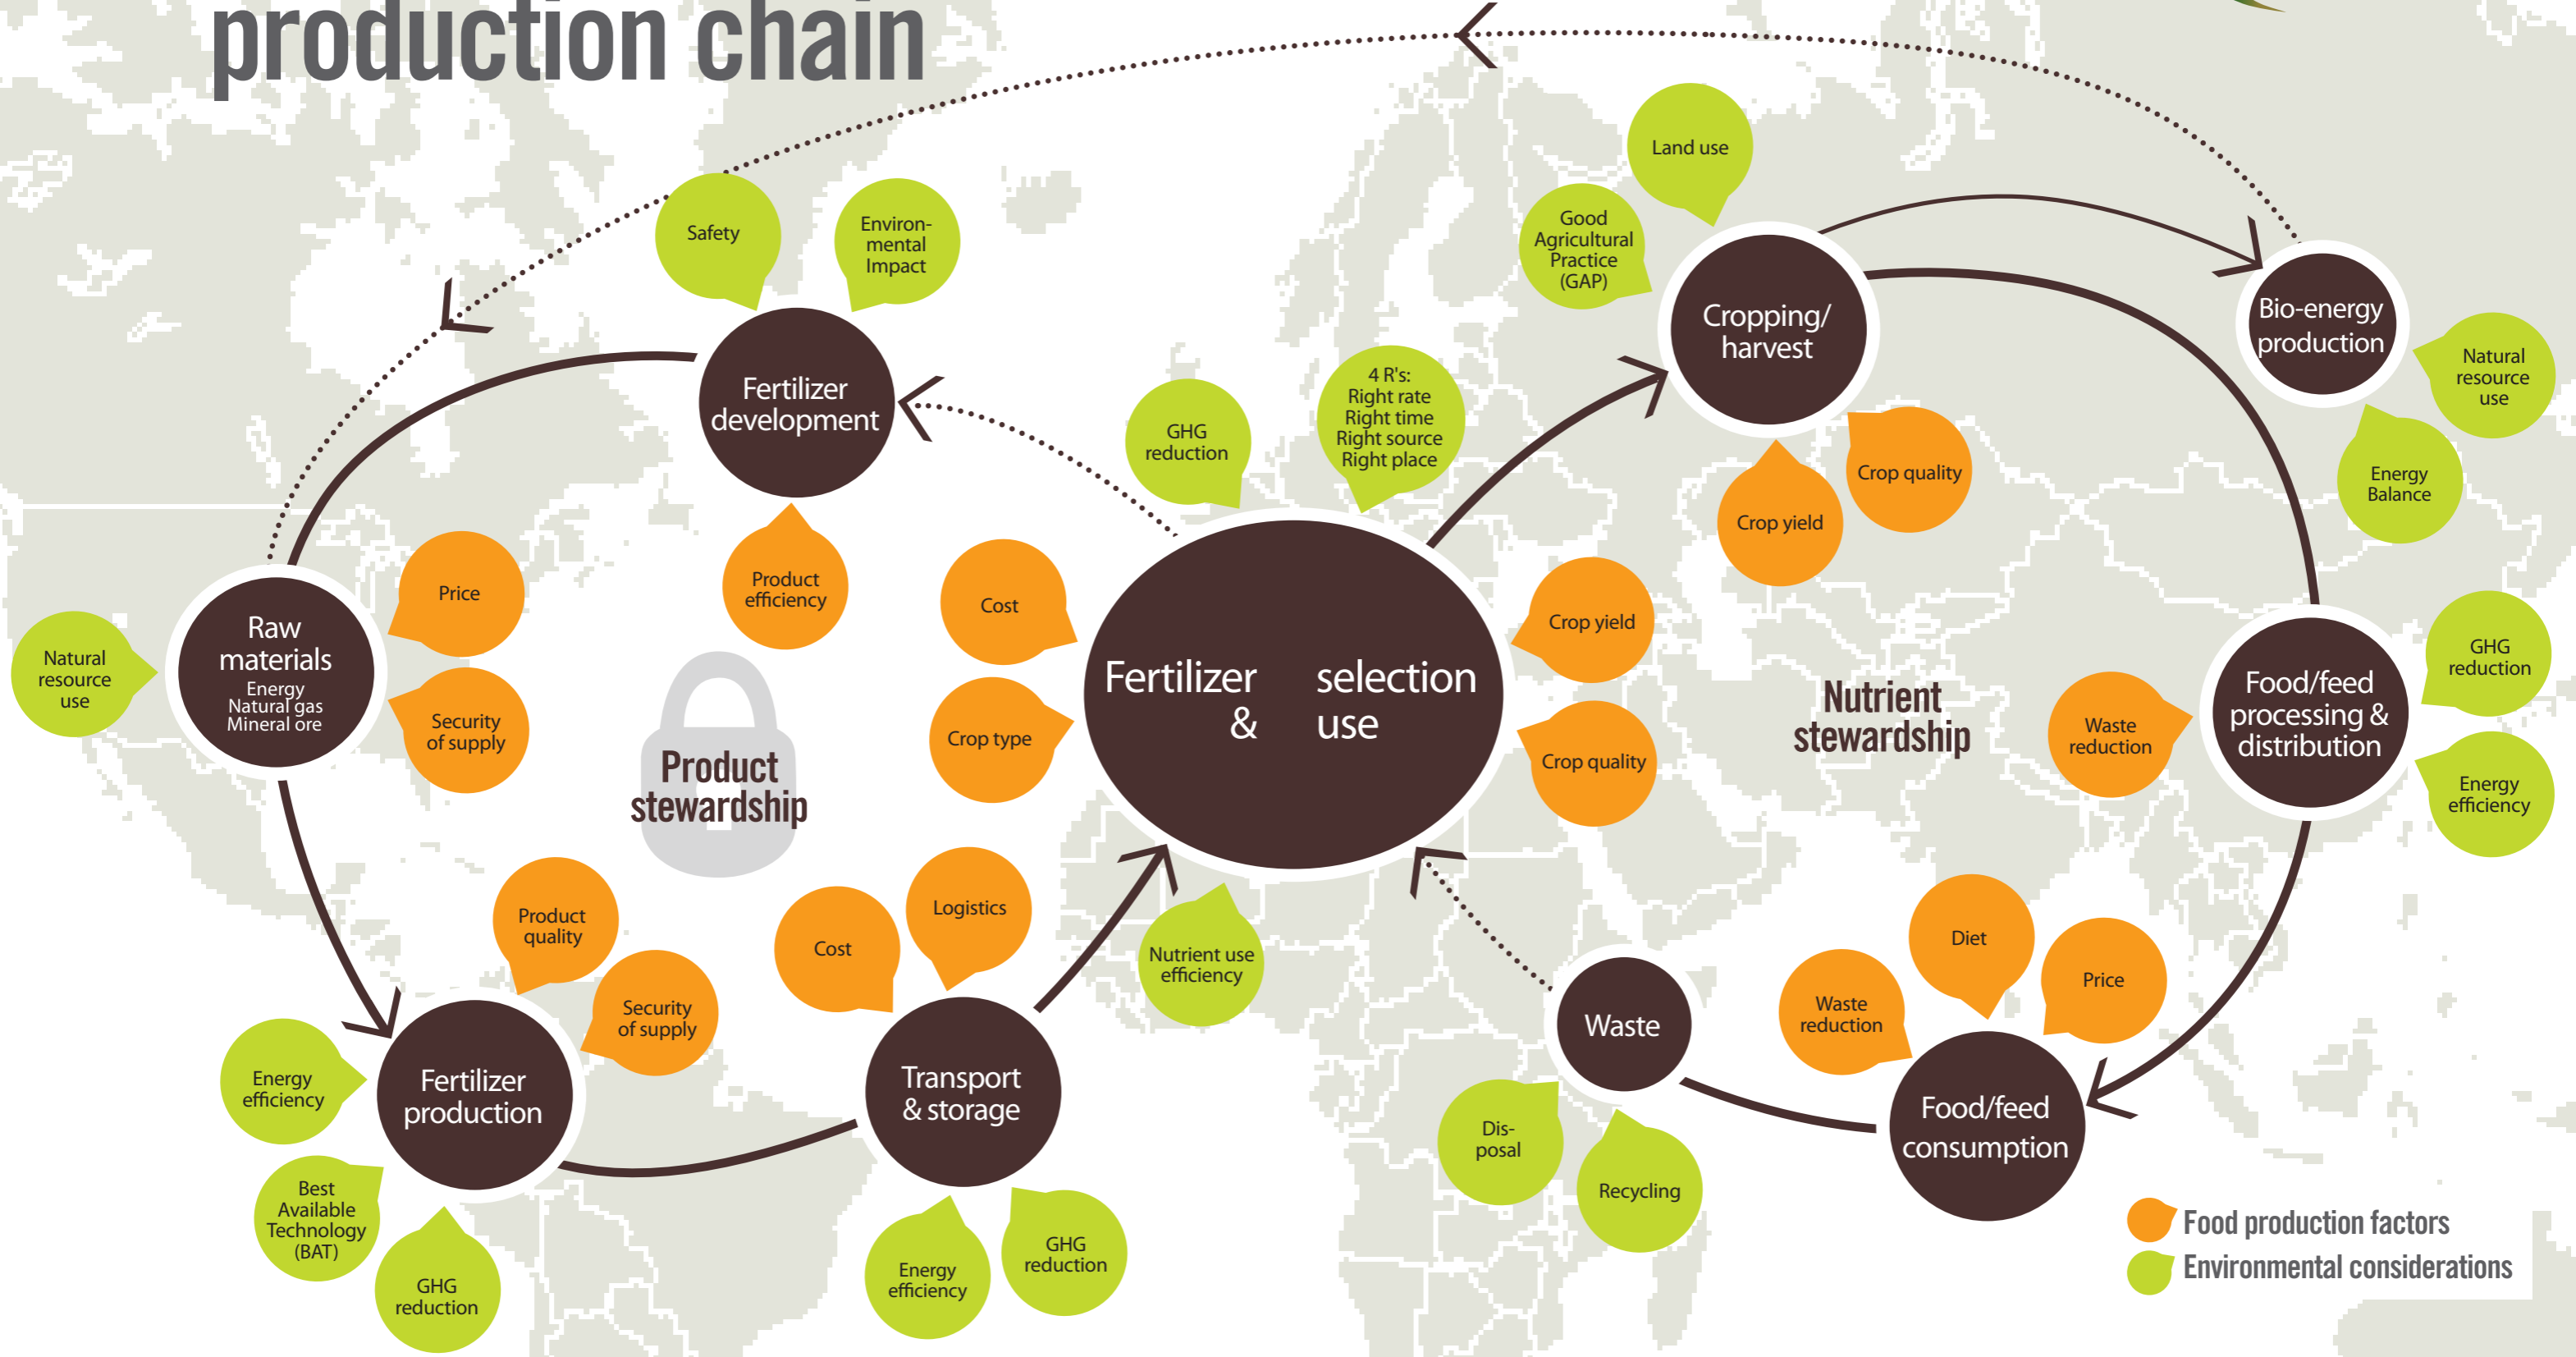 production chain
Safety
Environ-
mental
Impact
Fertilizer
development
Product
efficiency
Natural
resource
use
Raw
materials
Energy
Natural gas
Mineral ore
Price
Security
of supply
Product
stewardship
Product
quality
Security
of supply
Energy
efficiency
Best
Available
Technology
(BAT)
GHG
reduction
Fertilizer
production
Cost
Logistics
Transport
& storage
Energy
efficiency
GHG
reduction
GHG
reduction
4 R's:
Right rate
Right time
Right source
Right place
Cost
Crop type
Fertilizer selection
& use
Crop yield
Crop quality
Nutrient use
efficiency
Land use
Good
Agricultural
Practice
(GAP)
Cropping/
harvest
Crop yield
Crop quality
Bio-energy
production
Natural
resource
use
Energy
Balance
Nutrient
stewardship
Waste
reduction
Food/feed
processing &
distribution
GHG
reduction
Energy
efficiency
Diet
Price
Waste
reduction
Food/feed
consumption
Waste
Dis-
posal
Recycling
Food production factors
Environmental considerations